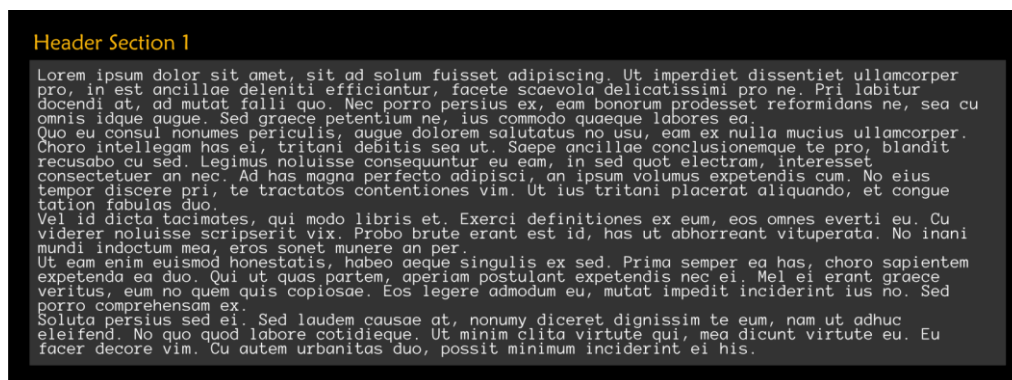 Header Section 1
Lorem ipsum dolor sit amet, sit ad solum fuisset adipiscing. Ut imperdiet dissentiet ullamcorper
pro, in est ancillae deleniti efficiantur, facete scaevola delicatissimi pro ne. Pri labitur
docendi at, ad mutat falli quo. Nec porro persius ex, eam bonorum prodesset reformidans ne, sea cu
omnis idque augue. Sed graece petentium ne, ius commodo quaeque labores ea.
Quo eu consul nonumes periculis, augue dolorem salutatus no usu, eam ex nulla mucius ullamcorper.
Choro intellegam has ei, tritani debitis sea ut. Saepe ancillae conclusionemque te pro, blandit
recusabo cu sed. Legimus noluisse consequuntur eu eam, in sed quot electram, interesset
consectetuer an nec. Ad has magna perfecto adipisci, an ipsum volumus expetendis cum. No eius
tempor discere pri, te tractatos contentiones vim. Ut ius tritani placerat aliquando, et congue
tation fabulas duo.
Vel id dicta tacimates, qui modo libris et. Exerci definitiones ex eum, eos omnes everti eu. Cu
viderer noluisse scripserit vix. Probo brute erant est id, has ut abhorreant vituperata. No inani
mundi indoctum mea, eros sonet munere an per.
Ut eam enim euismod honestatis, habeo aeque singulis ex sed. Prima semper ea has, choro sapientem
expetenda ea duo. Qui ut quas partem, aperiam postulant expetendis nec ei. Mel ei erant graece
veritus, eum no quem quis copiosae. Eos legere admodum eu, mutat impedit inciderint ius no. Sed
porro comprehensam ex.
Soluta persius sed ei. Sed laudem causae at, nonumy diceret dignissim te eum, nam ut adhuc
eleifend. No quo quod labore cotidieque. Ut minim clita virtute qui, mea dicunt virtute eu. Eu
facer decore vim. Cu autem urbanitas duo, possit minimum inciderint ei his.